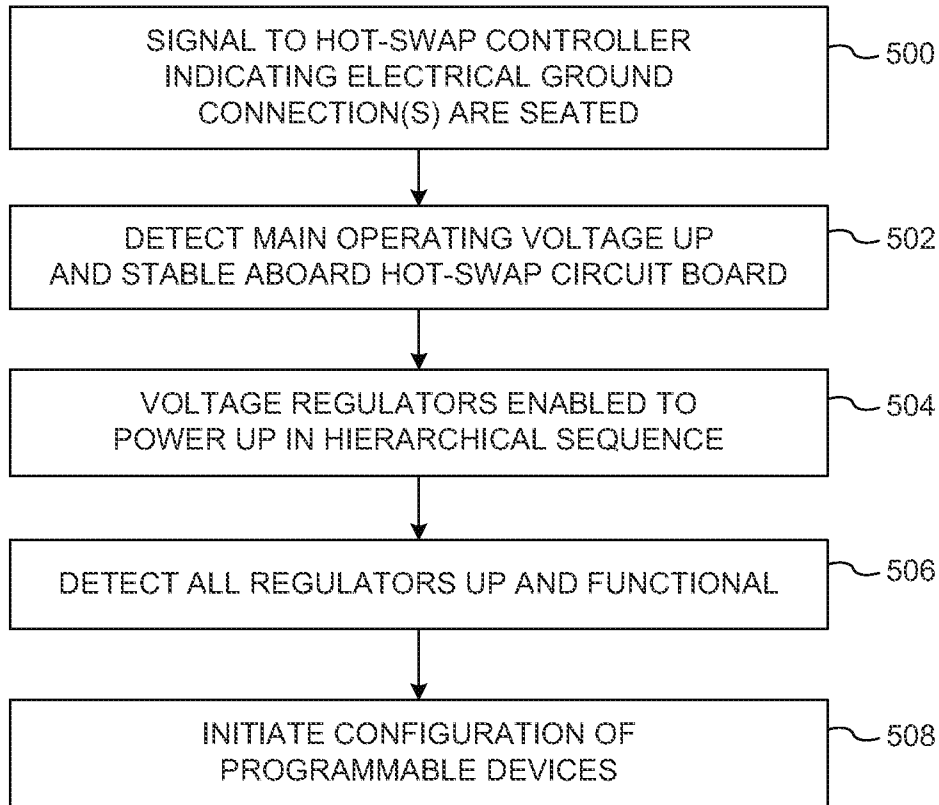 SIGNAL TO HOT-SWAP CONTROLLER
INDICATING ELECTRICAL GROUND
CONNECTION(S) ARE SEATED
500
DETECT MAIN OPERATING VOLTAGE UP
AND STABLE ABOARD HOT-SWAP CIRCUIT BOARD
502
VOLTAGE REGULATORS ENABLED TO
POWER UP IN HIERARCHICAL SEQUENCE
504
DETECT ALL REGULATORS UP AND FUNCTIONAL
506
INITIATE CONFIGURATION OF
PROGRAMMABLE DEVICES
508